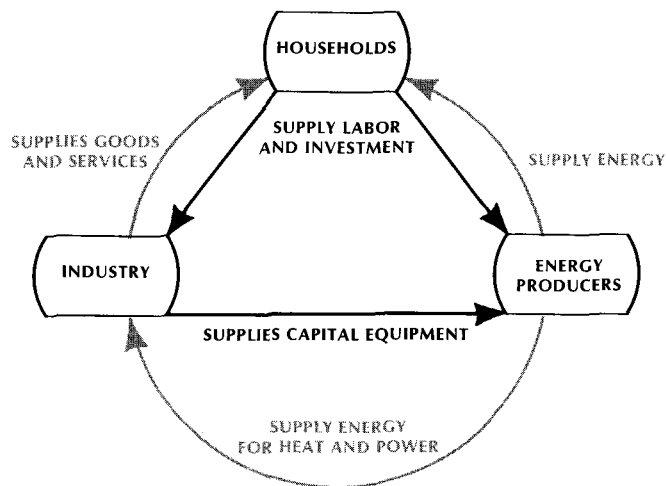 HOUSEHOLDS
SUPPLIES GOODS
AND SERVICES
SUPPLY LABOR
AND INVESTMENT
SUPPLY ENERGY
INDUSTRY
ENERGY
PRODUCERS
SUPPLIES CAPITAL EQUIPMENT
SUPPLY ENERGY
FOR HEAT AND POWER